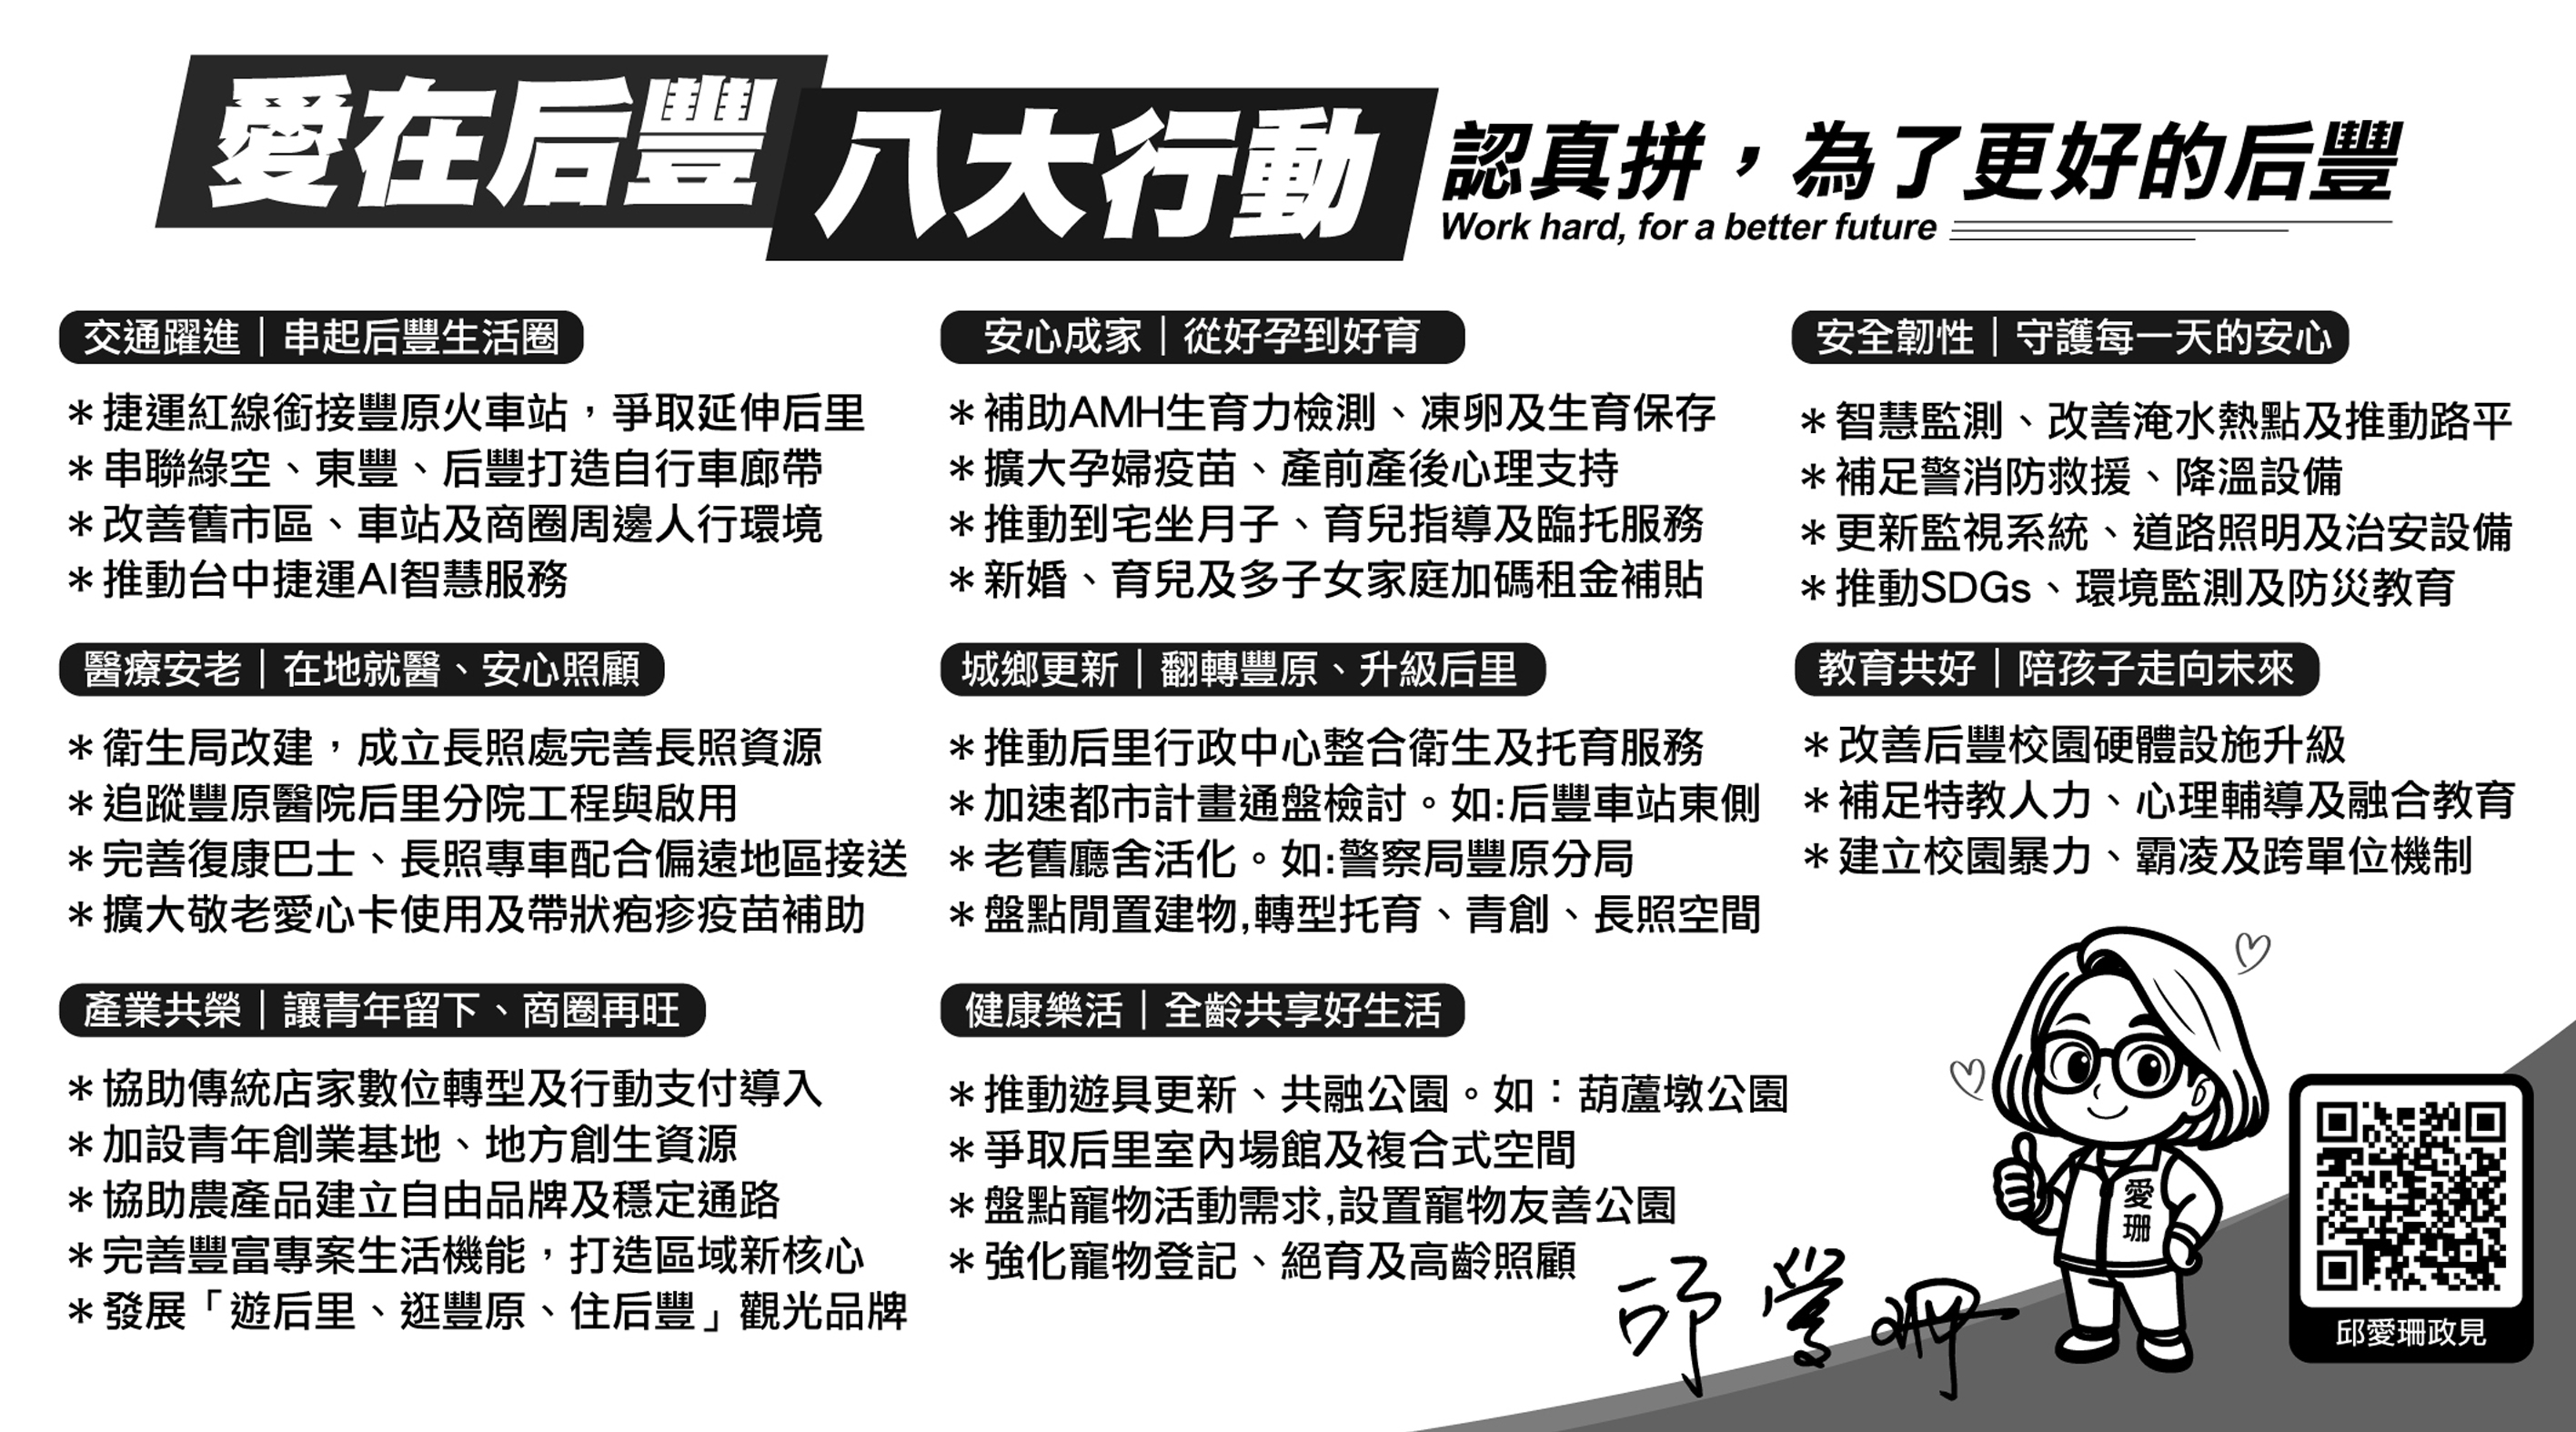 愛在后豐
八大行動
認真拼，為了更好的后豐
Work hard, for a better future
交通躍進｜串起后豐生活圈
＊捷運紅線銜接豐原火車站，爭取延伸后里
＊串聯綠空、東豐、后豐打造自行車廊帶
＊改善舊市區、車站及商圈周邊人行環境
＊推動台中捷運AI智慧服務
安心成家｜從好孕到好育
＊補助AMH生育力檢測、凍卵及生育保存
＊擴大孕婦疫苗、產前產後心理支持
＊推動到宅坐月子、育兒指導及臨托服務
＊新婚、育兒及多子女家庭加碼租金補貼
安全韌性｜守護每一天的安心
＊智慧監測、改善淹水熱點及推動路平
＊補足警消防救援、降溫設備
＊更新監視系統、道路照明及治安設備
＊推動SDGs、環境監測及防災教育
醫療安老｜在地就醫、安心照顧
＊衛生局改建，成立長照處完善長照資源
＊追蹤豐原醫院后里分院工程與啟用
＊完善復康巴士、長照專車配合偏遠地區接送
＊擴大敬老愛心卡使用及帶狀疱疹疫苗補助
城鄉更新｜翻轉豐原、升級后里
＊推動后里行政中心整合衛生及托育服務
＊加速都市計畫通盤檢討。如:后豐車站東側
＊老舊廳舍活化。如:警察局豐原分局
＊盤點閒置建物,轉型托育、青創、長照空間
教育共好｜陪孩子走向未來
＊改善后豐校園硬體設施升級
＊補足特教人力、心理輔導及融合教育
＊建立校園暴力、霸凌及跨單位機制
產業共榮｜讓青年留下、商圈再旺
＊協助傳統店家數位轉型及行動支付導入
＊加設青年創業基地、地方創生資源
＊協助農產品建立自由品牌及穩定通路
＊完善豐富專案生活機能，打造區域新核心
＊發展「遊后里、逛豐原、住后豐」觀光品牌
健康樂活｜全齡共享好生活
＊推動遊具更新、共融公園。如：葫蘆墩公園
＊爭取后里室內場館及複合式空間
＊盤點寵物活動需求,設置寵物友善公園
＊強化寵物登記、絕育及高齡照顧
邱愛珊
愛珊
邱愛珊政見